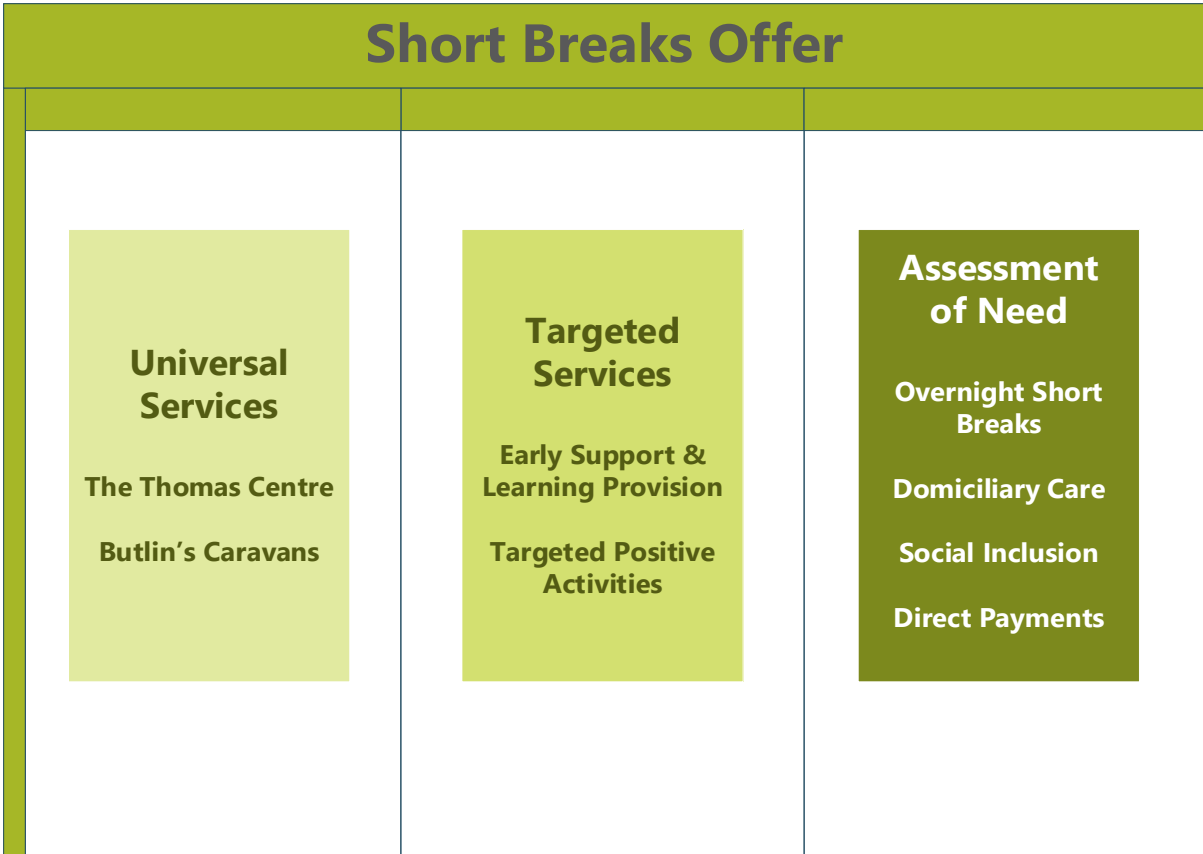 Short Breaks Offer
Universal
Services
The Thomas Centre
Butlin’s Caravans
Targeted
Services
Early Support &
Learning Provision
Targeted Positive
Activities
Assessment
of Need
Overnight Short
Breaks
Domiciliary Care
Social Inclusion
Direct Payments